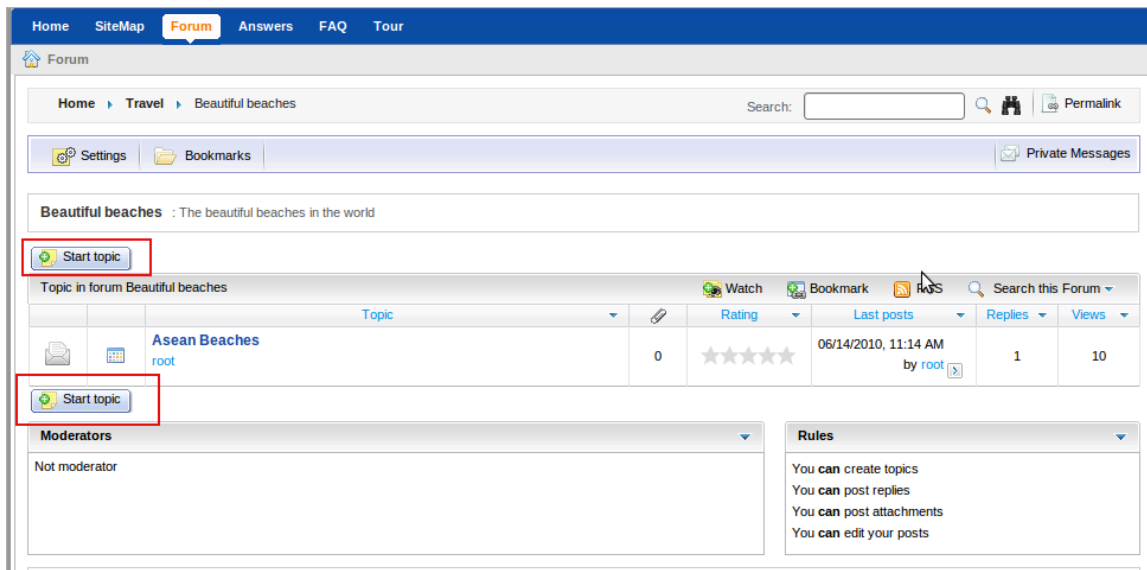 Home SiteMap Forum Answers FAQ Tour
Forum
Home Travel Beautiful beaches Search: Permalink
Settings Bookmarks Private Messages
Beautiful beaches : The beautiful beaches in the world
Start topic
Topic in forum Beautiful beaches Watch Bookmark RSS Search this Forum
Topic Rating Last posts Replies Views
Asean Beaches
root 0 06/14/2010, 11:14 AM 1 10
by root
Start topic
Moderators Rules
Not moderator You can create topics
You can post replies
You can post attachments
You can edit your posts